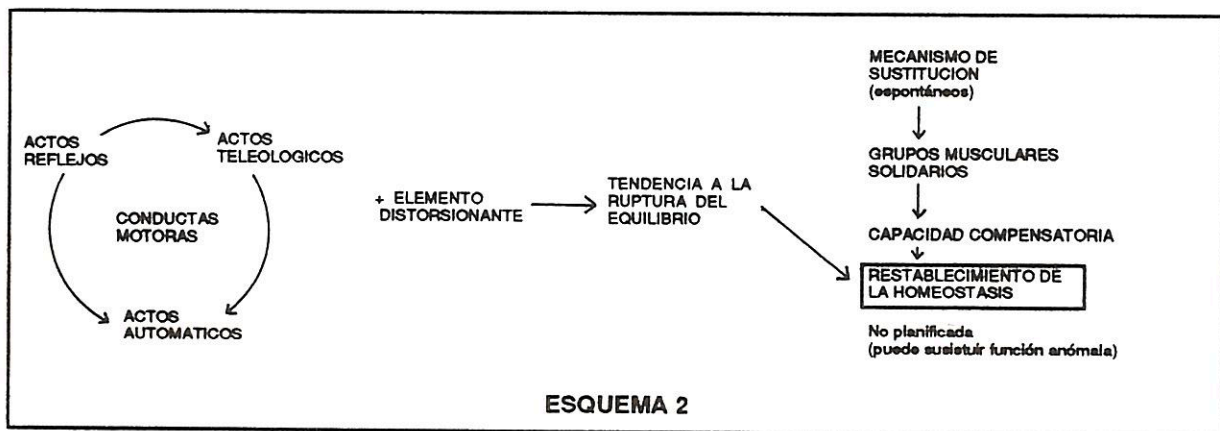 ACTOS
REFLEJOS
ACTOS
TELEOLOGICOS
CONDUCTAS
MOTORAS
ACTOS
AUTOMATICOS
+ ELEMENTO
DISTORSIONANTE
TENDENCIA A LA
RUPTURA DEL
EQUILIBRIO
MECANISMO DE
SUSTITUCION
(espontáneos)
GRUPOS MUSCULARES
SOLIDARIOS
CAPACIDAD COMPENSATORIA
RESTABLECIMIENTO DE
LA HOMEOSTASIS
No planificada
(puede susistuír función anómala)
ESQUEMA 2